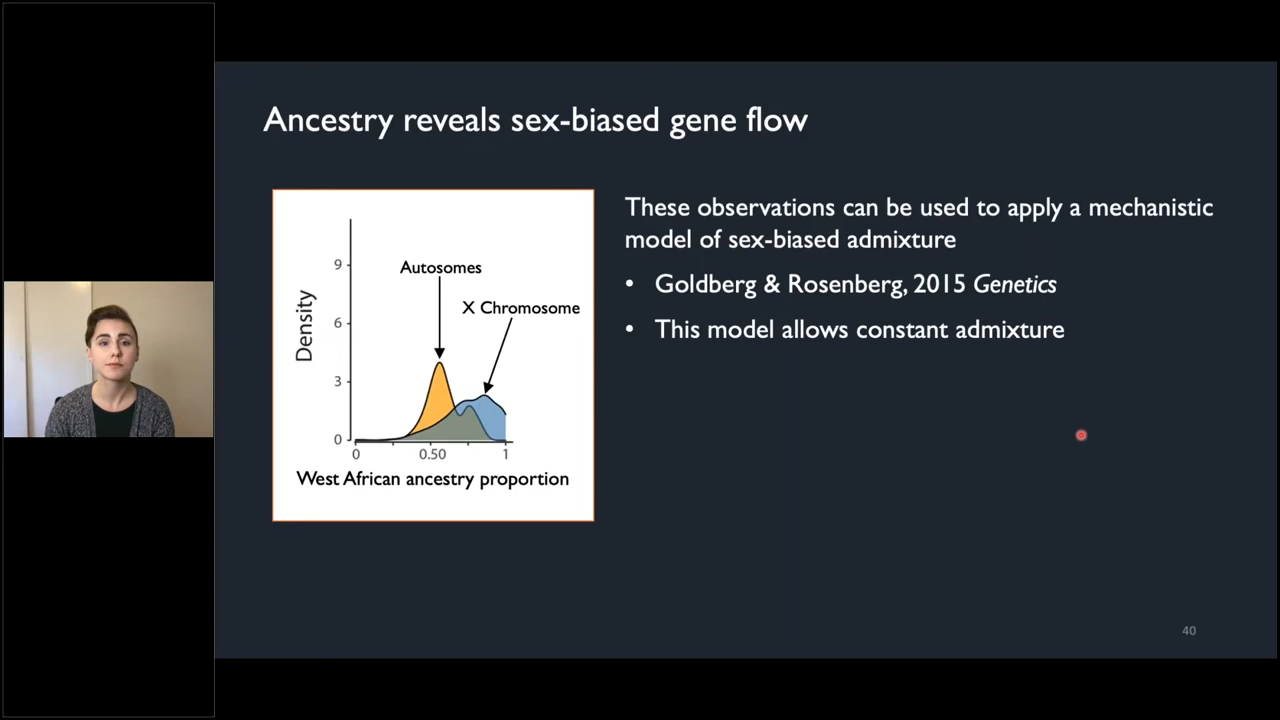 Ancestry reveals sex-biased gene flow
Autosomes
X Chromosome
Density
9
6
3
0
0
0.50
1
West African ancestry proportion
These observations can be used to apply a mechanistic
model of sex-biased admixture
• Goldberg & Rosenberg, 2015 Genetics
• This model allows constant admixture
40